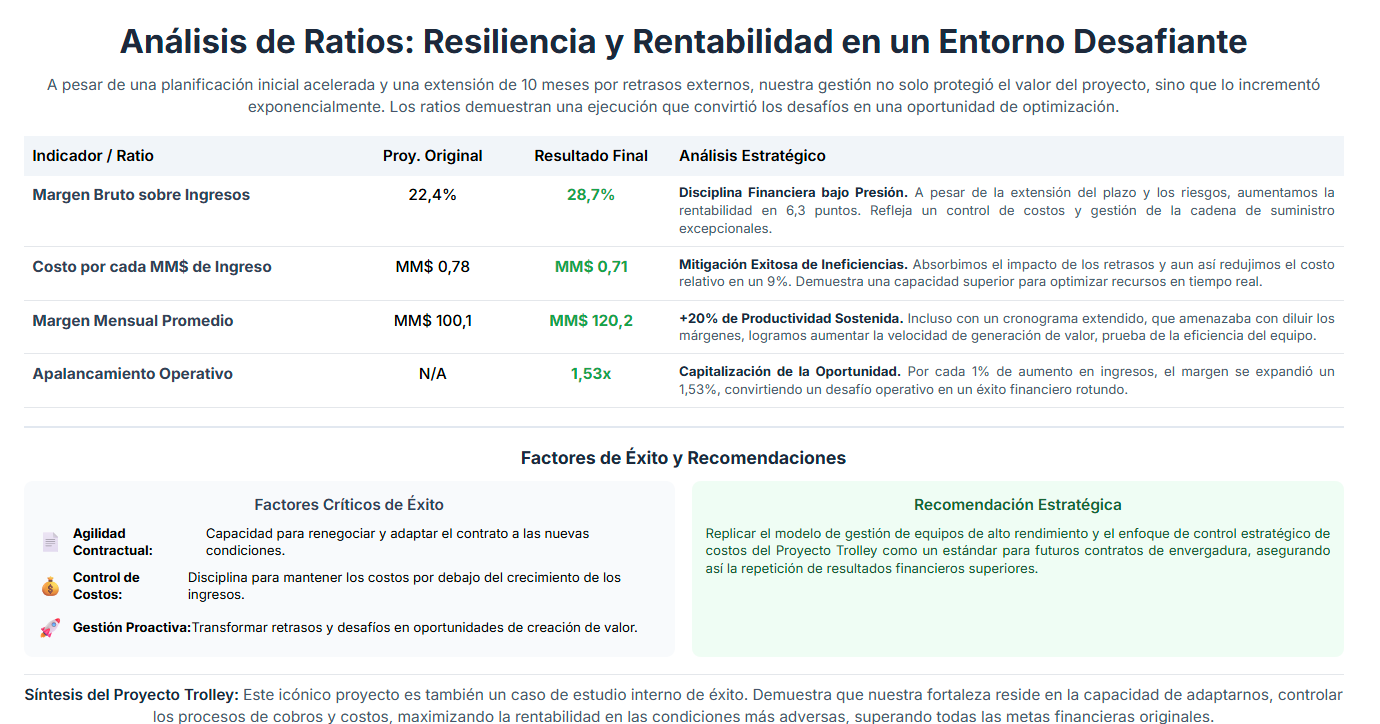 Análisis de Ratios: Resiliencia y Rentabilidad en un Entorno Desafiante
A pesar de una planificación inicial acelerada y una extensión de 10 meses por retrasos externos, nuestra gestión no solo protegió el valor del proyecto, sino que lo incrementó
exponencialmente. Los ratios demuestran una ejecución que convirtió los desafíos en una oportunidad de optimización.
Indicador / Ratio Proy. Original Resultado Final Análisis Estratégico
Margen Bruto sobre Ingresos 22,4% 28,7% Disciplina Financiera bajo Presión. A pesar de la extensión del plazo y los riesgos, aumentamos la
rentabilidad en 6,3 puntos. Refleja un control de costos y gestión de la cadena de suministro
excepcionales.
Costo por cada MM$ de Ingreso MM$ 0,78 MM$ 0,71 Mitigación Exitosa de Ineficiencias. Absorbimos el impacto de los retrasos y aun así redujimos el costo
relativo en un 9%. Demuestra una capacidad superior para optimizar recursos en tiempo real.
Margen Mensual Promedio MM$ 100,1 MM$ 120,2 +20% de Productividad Sostenida. Incluso con un cronograma extendido, que amenazaba con diluir los
márgenes, logramos aumentar la velocidad de generación de valor, prueba de la eficiencia del equipo.
Apalancamiento Operativo N/A 1,53x Capitalización de la Oportunidad. Por cada 1% de aumento en ingresos, el margen se expandió un
1,53%, convirtiendo un desafío operativo en un éxito financiero rotundo.
Factores de Éxito y Recomendaciones
Factores Críticos de Éxito
Agilidad
Contractual:
Capacidad para renegociar y adaptar el contrato a las nuevas
condiciones.
Control de
Costos:
Disciplina para mantener los costos por debajo del crecimiento de los
ingresos.
Gestión Proactiva:Transformar retrasos y desafíos en oportunidades de creación de valor.
Recomendación Estratégica
Replicar el modelo de gestión de equipos de alto rendimiento y el enfoque de control estratégico de
costos del Proyecto Trolley como un estándar para futuros contratos de envergadura, asegurando
así la repetición de resultados financieros superiores.
Síntesis del Proyecto Trolley: Este icónico proyecto es también un caso de estudio interno de éxito. Demuestra que nuestra fortaleza reside en la capacidad de adaptarnos, controlar
los procesos de cobros y costos, maximizando la rentabilidad en las condiciones más adversas, superando todas las metas financieras originales.